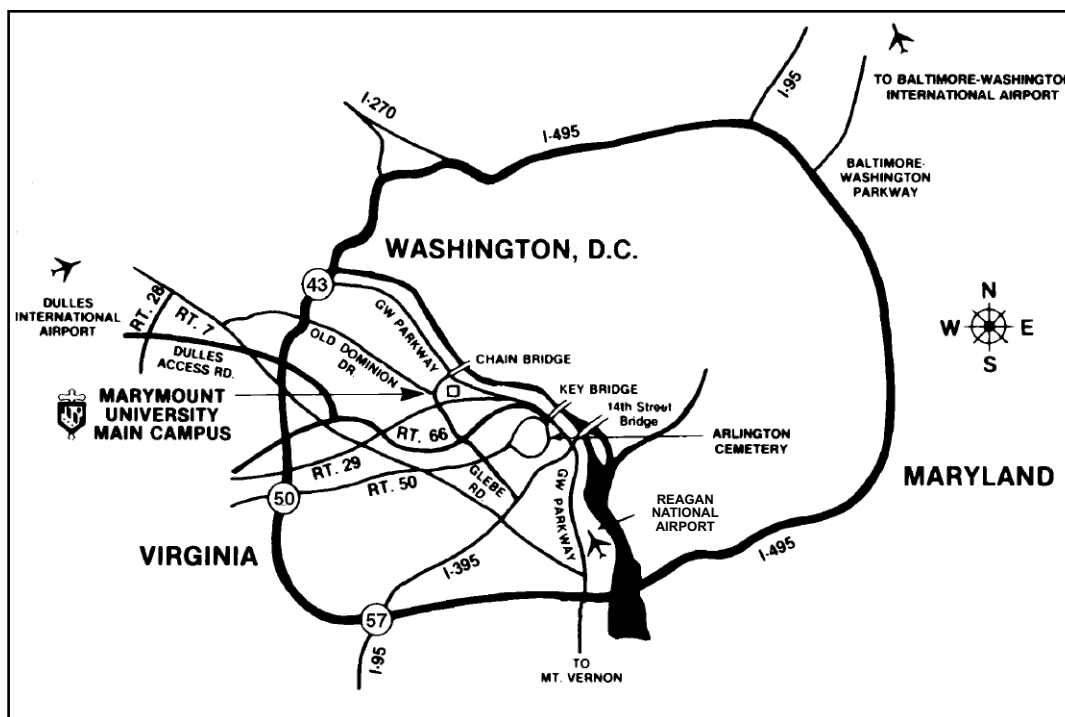 I-270
I-495
I-95
TO BALTIMORE-WASHINGTON
INTERNATIONAL AIRPORT
BALTIMORE-
WASHINGTON
PARKWAY
WASHINGTON, D.C.
43
DULLES
INTERNATIONAL
AIRPORT
RT. 28
RT. 7
DULLES
ACCESS RD.
OLD DOMINION
DR.
GW PARKWAY
CHAIN BRIDGE
N
W
E
S
MARYMOUNT
UNIVERSITY
MAIN CAMPUS
KEY BRIDGE
14th Street
Bridge
ARLINGTON
CEMETERY
RT. 66
RT. 29
RT. 50
GLEBE
RD.
GW PARKWAY
MARYLAND
50
REAGAN
NATIONAL
AIRPORT
VIRGINIA
I-395
I-495
57
I-95
TO
MT. VERNON